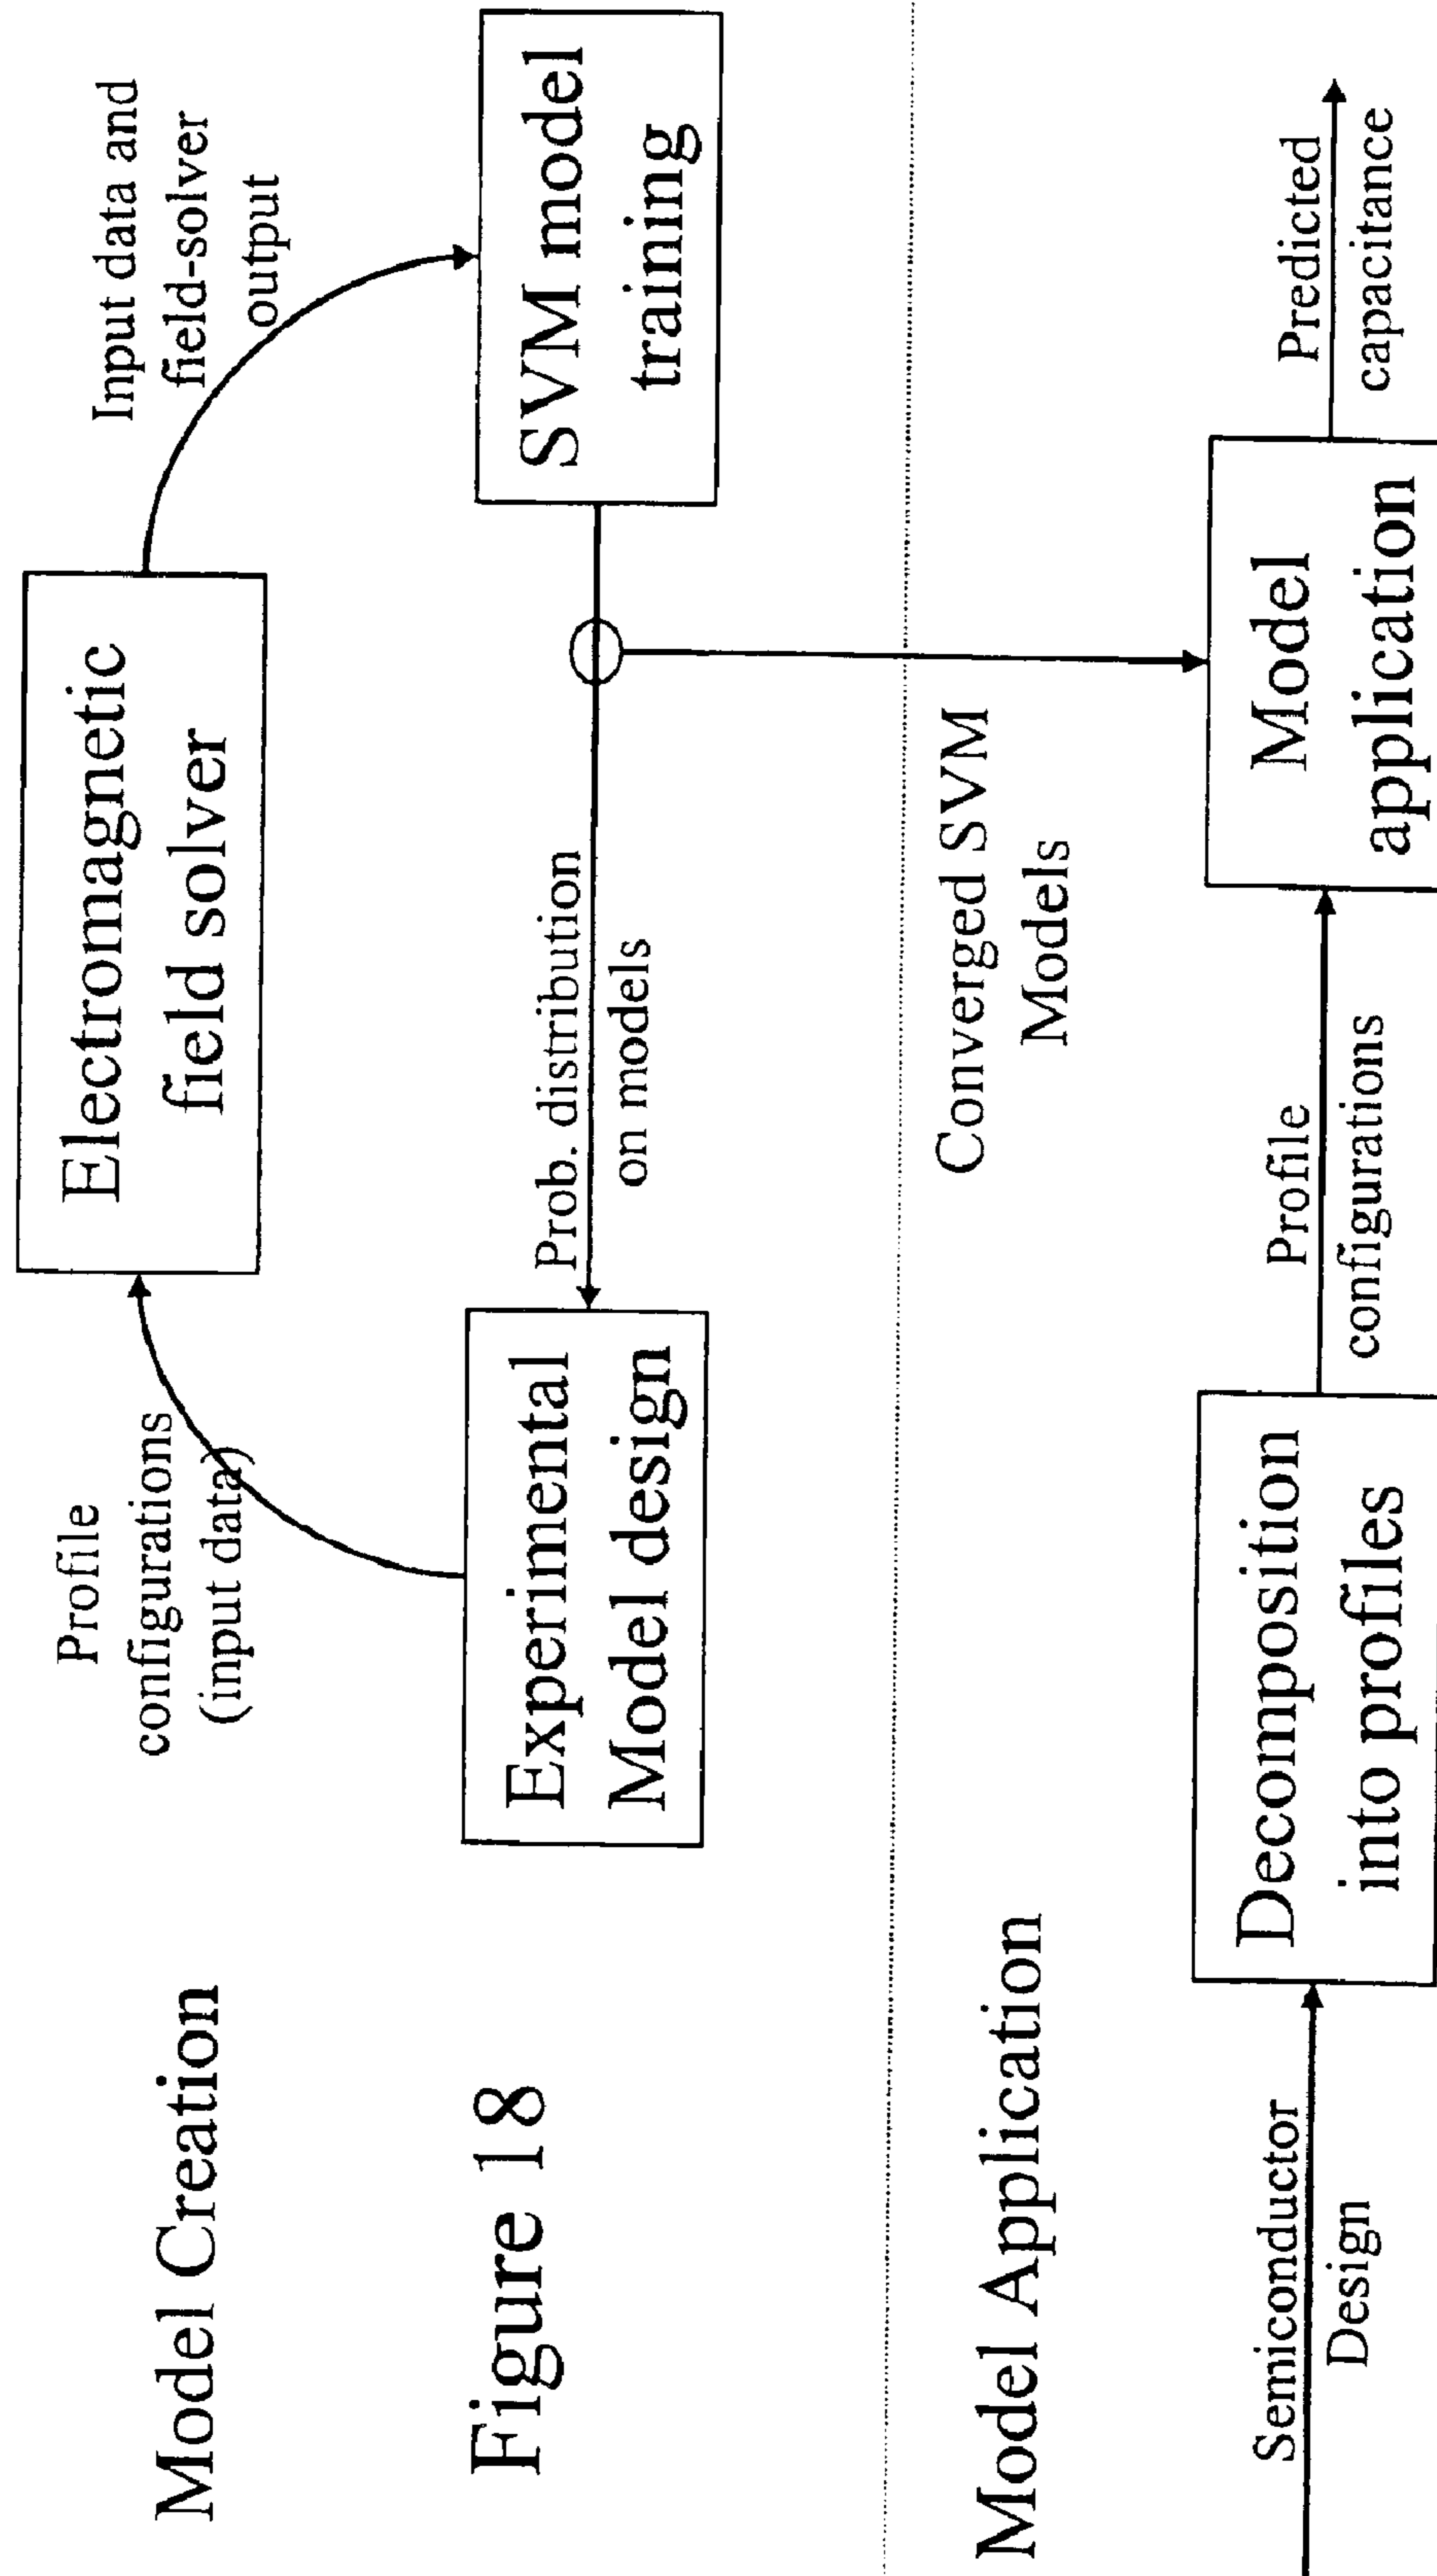 Model Creation
Profile
configurations
(input data)
Electromagnetic
field solver
Input data and
field-solver
output
Experimental
Model design
Prob. distribution
on models
SVM model
training
Figure 18
Converged SVM
Models
Model Application
Semiconductor
Design
Decomposition
into profiles
Profile
configurations
Model
application
Predicted
capacitance